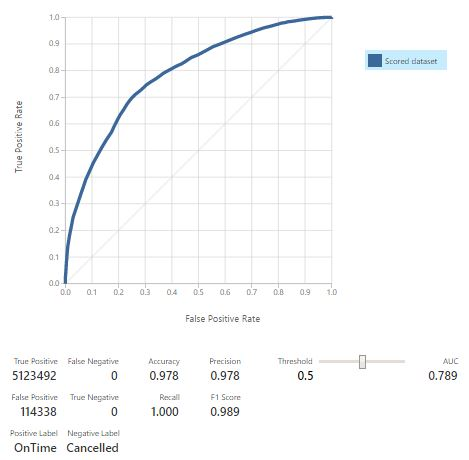 1.0
0.9
0.8
0.7
0.6
0.5
0.4
0.3
0.2
0.1
0.0
True Positive Rate
0.0 0.1 0.2 0.3 0.4 0.5 0.6 0.7 0.8 0.9 1.0
False Positive Rate
Scored dataset
True Positive False Negative Accuracy Precision Threshold AUC
5123492 0 0.978 0.978 0.5 0.789
False Positive True Negative Recall F1 Score
114338 0 1.000 0.989
Positive Label Negative Label
OnTime Cancelled